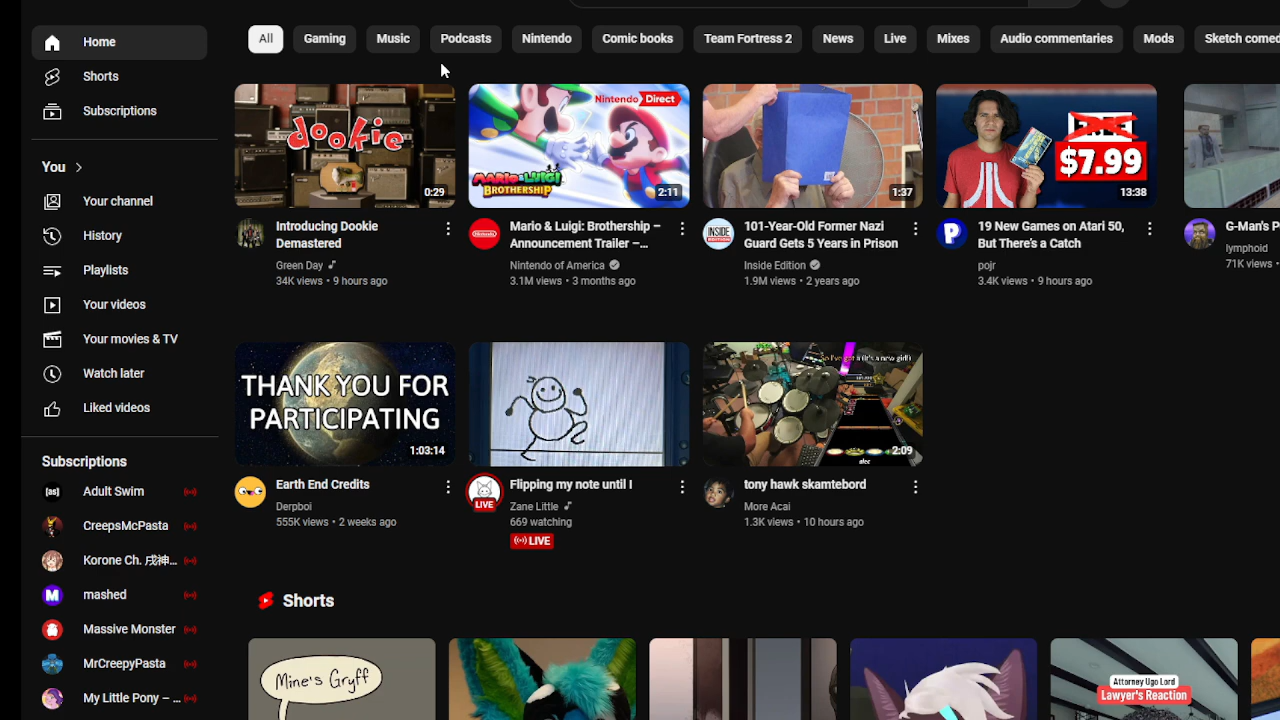 Home
Shorts
Subscriptions
You
Your channel
History
Playlists
Your videos
Your movies & TV
Watch later
Liked videos
Subscriptions
Adult Swim
CreepsMcPasta
Korone Ch. 戌神...
mashed
Massive Monster
MrCreepyPasta
My Little Pony – ...
All
Gaming
Music
Podcasts
Nintendo
Comic books
Team Fortress 2
News
Live
Mixes
Audio commentaries
Mods
Sketch comed
dookie
0:29
Introducing Dookie
Demastered
Green Day
34K views • 9 hours ago
Nintendo Direct
MARIO & LUIGI
BROTHERSHIP
2:11
Mario & Luigi: Brothership –
Announcement Trailer –...
Nintendo of America
3.1M views • 3 months ago
1:37
INSIDE
EDITION
101-Year-Old Former Nazi
Guard Gets 5 Years in Prison
Inside Edition
1.9M views • 2 years ago
$7.99
13:38
19 New Games on Atari 50,
But There's a Catch
pojr
3.4K views • 9 hours ago
G-Man's P
lymphoid
71K views •
THANK YOU FOR
PARTICIPATING
1:03:14
Earth End Credits
Derpboi
555K views • 2 weeks ago
LIVE
Flipping my note until I
Zane Little
669 watching
LIVE
So I've got a (It's a new girl)
2:09
tony hawk skamtebord
More Acai
1.3K views • 10 hours ago
Shorts
Mine's Gryff
Attorney Ugo Lord
Lawyer's Reaction